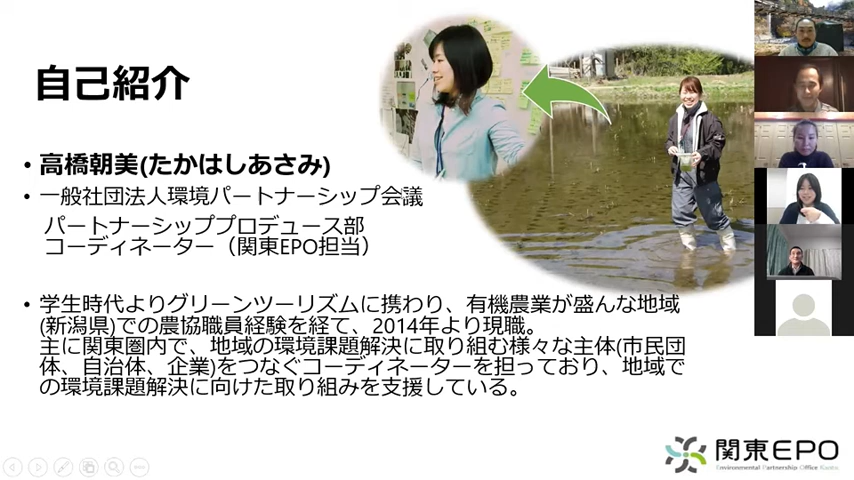 自己紹介
• 高橋朝美(たかはしあさみ)
• 一般社団法人環境パートナーシップ会議
パートナーシッププロデュース部
コーディネーター（関東EPO担当）
• 学生時代よりグリーンツーリズムに携わり、有機農業が盛んな地域
(新潟県)での農協職員経験を経て、2014年より現職。
主に関東圏内で、地域の環境課題解決に取り組む様々な主体(市民団
体、自治体、企業)をつなぐコーディネーターを担っており、地域で
の環境課題解決に向けた取り組みを支援している。
関東EPO
Environmental Partnership Office Kanto